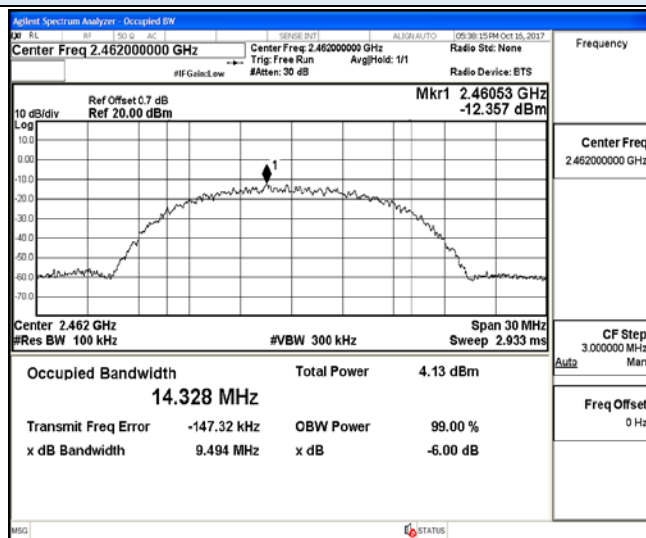 Agilent Spectrum Analyzer - Occupied BW
RL RF 50 Ω AC SENSE:INT ALIGN AUTO 05:38:15 PM Oct 15, 2017
Center Freq 2.462000000 GHz
Center Freq: 2.462000000 GHz
Trig: Free Run Avg|Hold: 1/1
#IFGain:Low #Atten: 30 dB
Radio Std: None
Radio Device: BTS
Ref Offset 0.7 dB
10 dB/div Ref 20.00 dBm
Mkr1 2.46053 GHz
-12.357 dBm
Log
10.0
0.00
-10.0
-20.0
-30.0
-40.0
-50.0
-60.0
-70.0
1
Center 2.462 GHz Span 30 MHz
#Res BW 100 kHz #VBW 300 kHz Sweep 2.933 ms
Occupied Bandwidth Total Power 4.13 dBm
14.328 MHz
Transmit Freq Error -147.32 kHz OBW Power 99.00 %
x dB Bandwidth 9.494 MHz x dB -6.00 dB
MSG STATUS
Frequency
Center Freq
2.462000000 GHz
CF Step
3.000000 MHz
Auto Man
Freq Offset
0 Hz